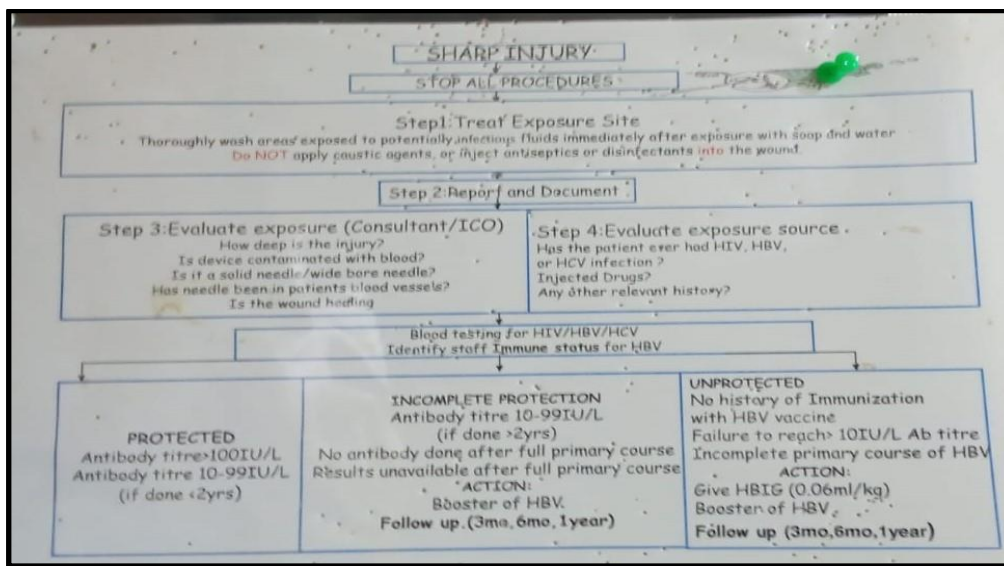 SHARP INJURY
STOP ALL PROCEDURES
Step1:Treat Exposure Site
Thoroughly wash areas exposed to potentially infectious fluids immediately after exposure with soap and water
Do NOT apply caustic agents, or inject antiseptics or disinfectants into the wound.
Step 2:Report and Document
Step 3:Evaluate exposure (Consultant/ICO)
How deep is the injury?
Is device contaminated with blood?
Is it a solid needle/wide bore needle?
Has needle been in patients blood vessels?
Is the wound healing
Step 4:Evaluate exposure source
Has the patient ever had HIV, HBV,
or HCV infection ?
Injected Drugs?
Any other relevant history?
Blood testing for HIV/HBV/HCV
Identify staff Immune status for HBV
PROTECTED
Antibody titre>100IU/L
Antibody titre 10-99IU/L
(if done <2yrs)
INCOMPLETE PROTECTION
Antibody titre 10-99IU/L
(if done >2yrs)
No antibody done after full primary course
Results unavailable after full primary course
ACTION:
Booster of HBV.
Follow up (3mo,6mo,1year)
UNPROTECTED
No history of Immunization
with HBV vaccine
Failure to reach> 10IU/L Ab titre
Incomplete primary course of HBV
ACTION:
Give HBIG (0.06ml/kg)
Booster of HBV
Follow up (3mo,6mo,1year)